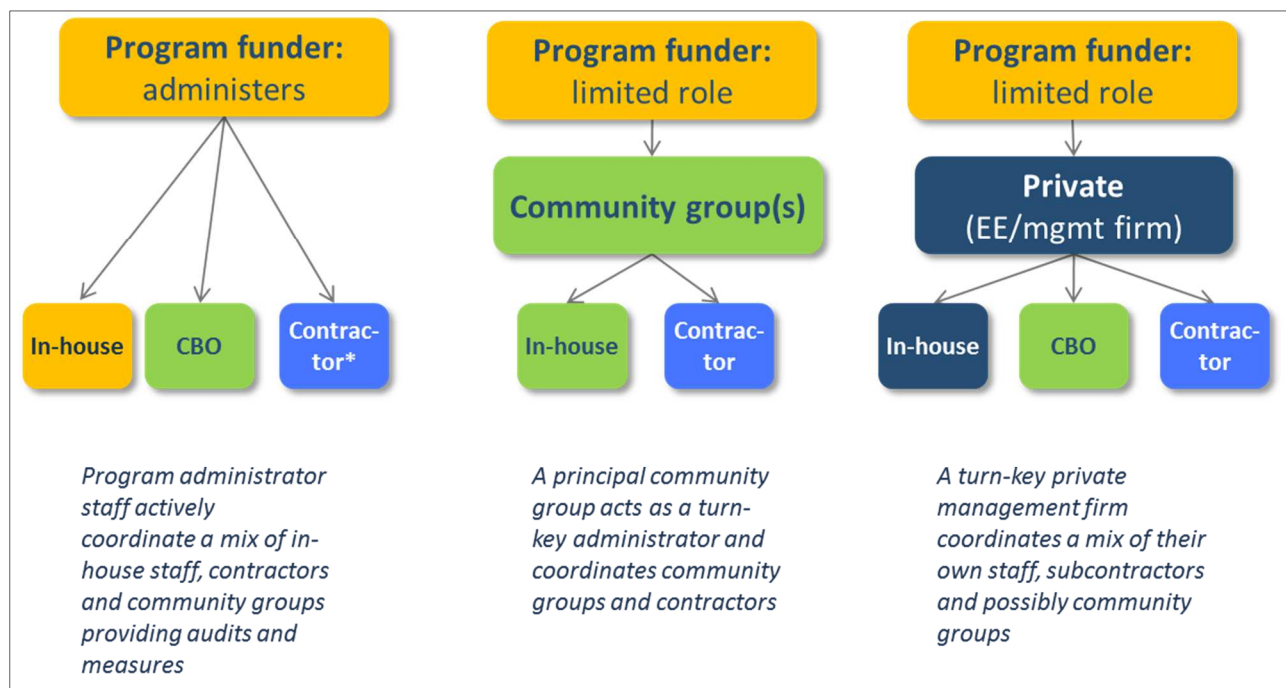 Program funder:
administers
In-house
CBO
Contrac-
tor*
Program administrator
staff actively
coordinate a mix of in-
house staff, contractors
and community groups
providing audits and
measures
Program funder:
limited role
Community group(s)
In-house
Contrac-
tor
A principal community
group acts as a turn-
key administrator and
coordinates community
groups and contractors
Program funder:
limited role
Private
(EE/mgmt firm)
In-house
CBO
Contrac-
tor
A turn-key private
management firm
coordinates a mix of their
own staff, subcontractors
and possibly community
groups